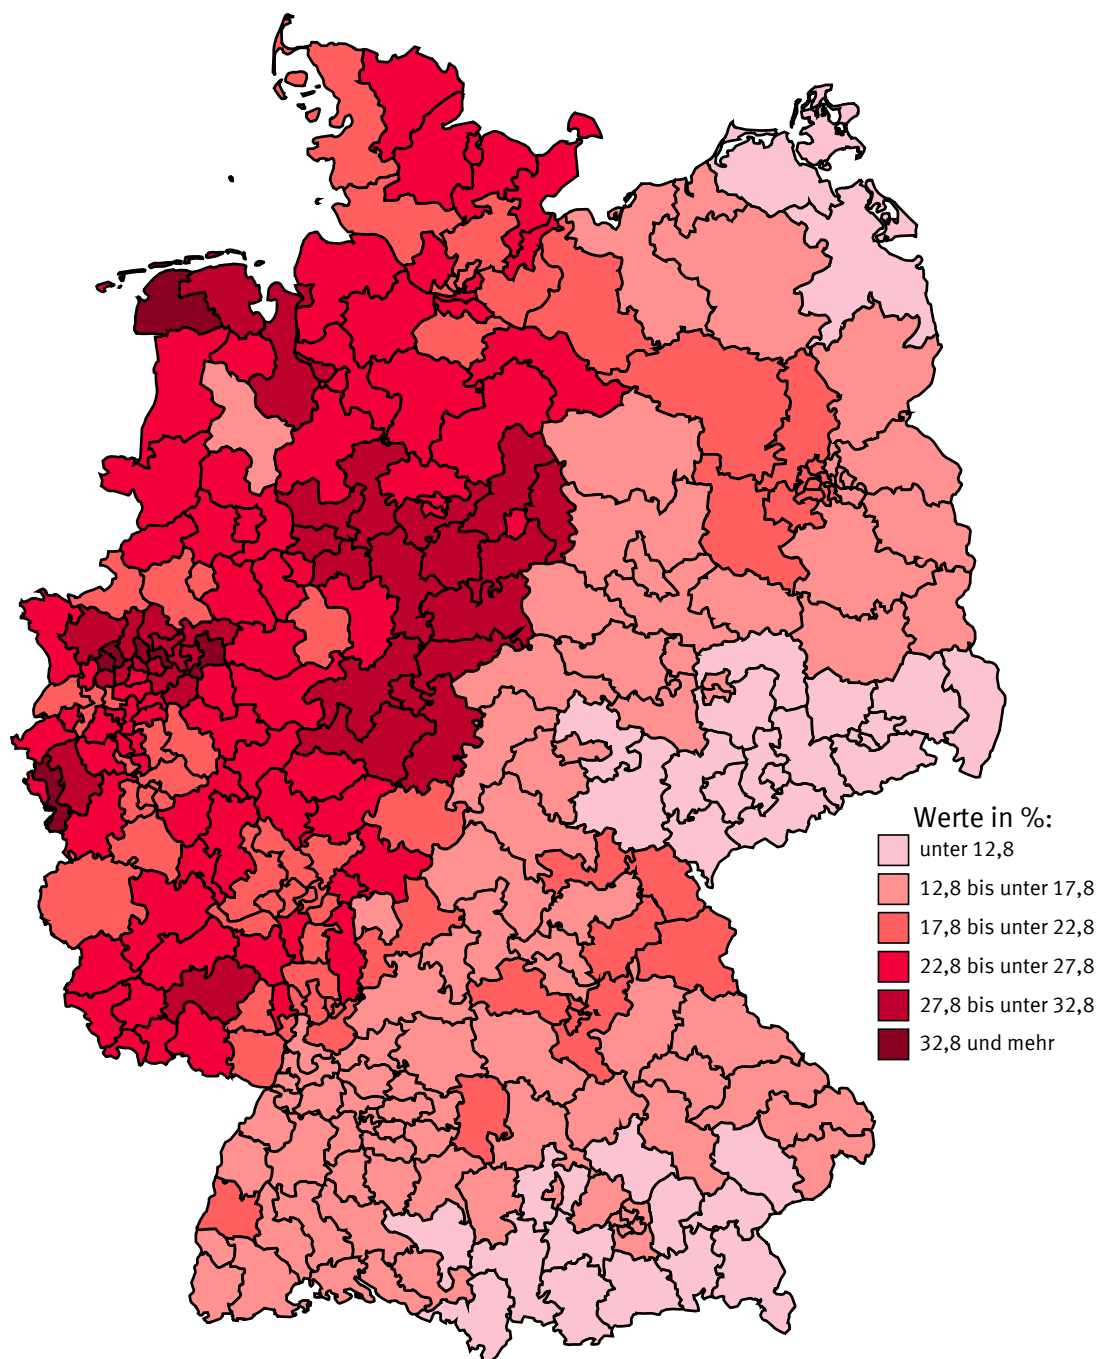 Werte in %:
unter 12,8
12,8 bis unter 17,8
17,8 bis unter 22,8
22,8 bis unter 27,8
27,8 bis unter 32,8
32,8 und mehr